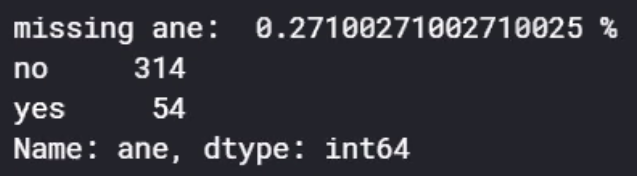 missing ane:  0.27100271002710025 %
no     314
yes     54
Name: ane, dtype: int64